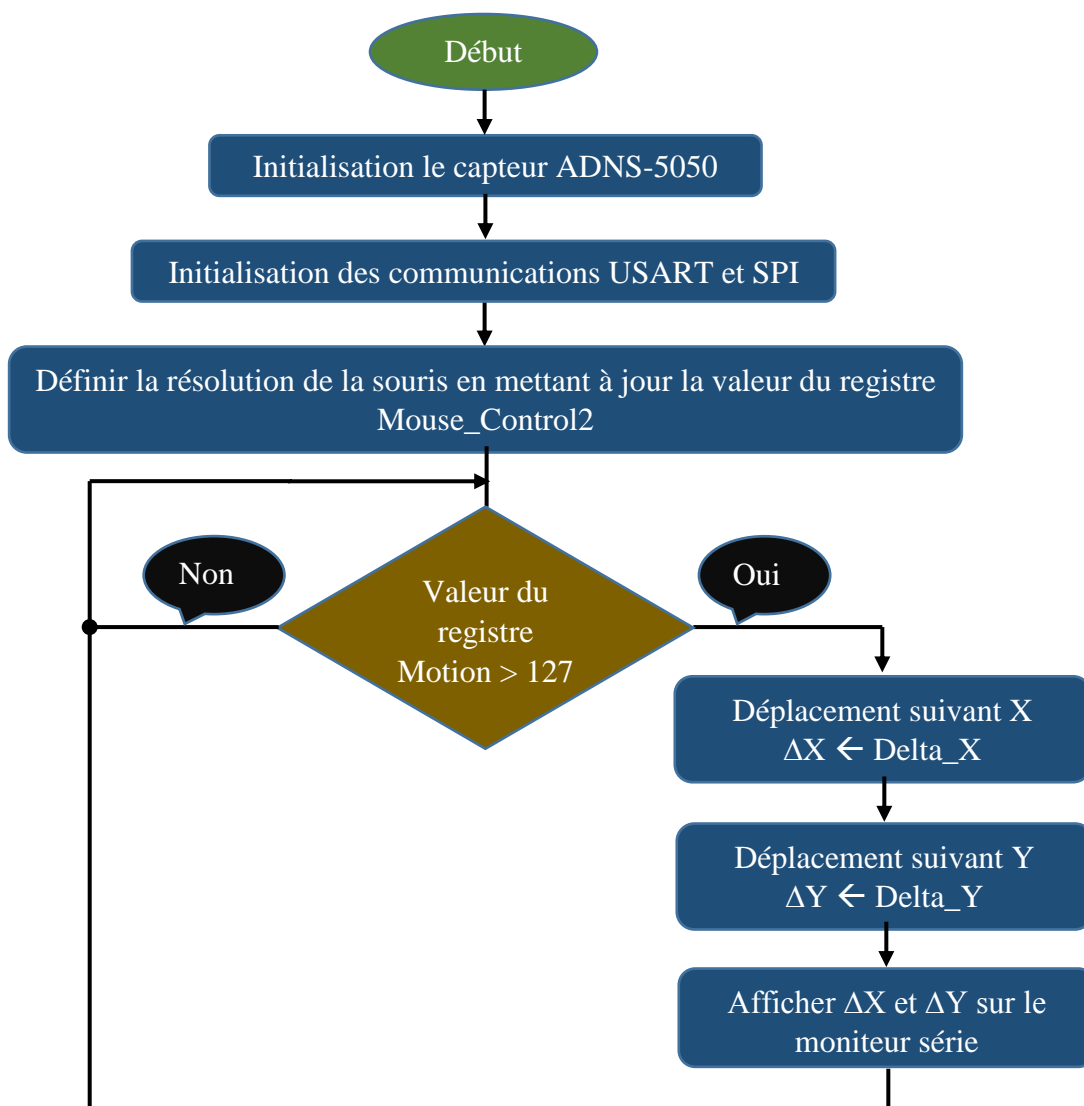 Début
Initialisation le capteur ADNS-5050
Initialisation des communications USART et SPI
Définir la résolution de la souris en mettant à jour la valeur du registre
Mouse_Control2
Non
Oui
Valeur du
registre
Motion > 127
Déplacement suivant X
ΔX ← Delta_X
Déplacement suivant Y
ΔY ← Delta_Y
Afficher ΔX et ΔY sur le
moniteur série